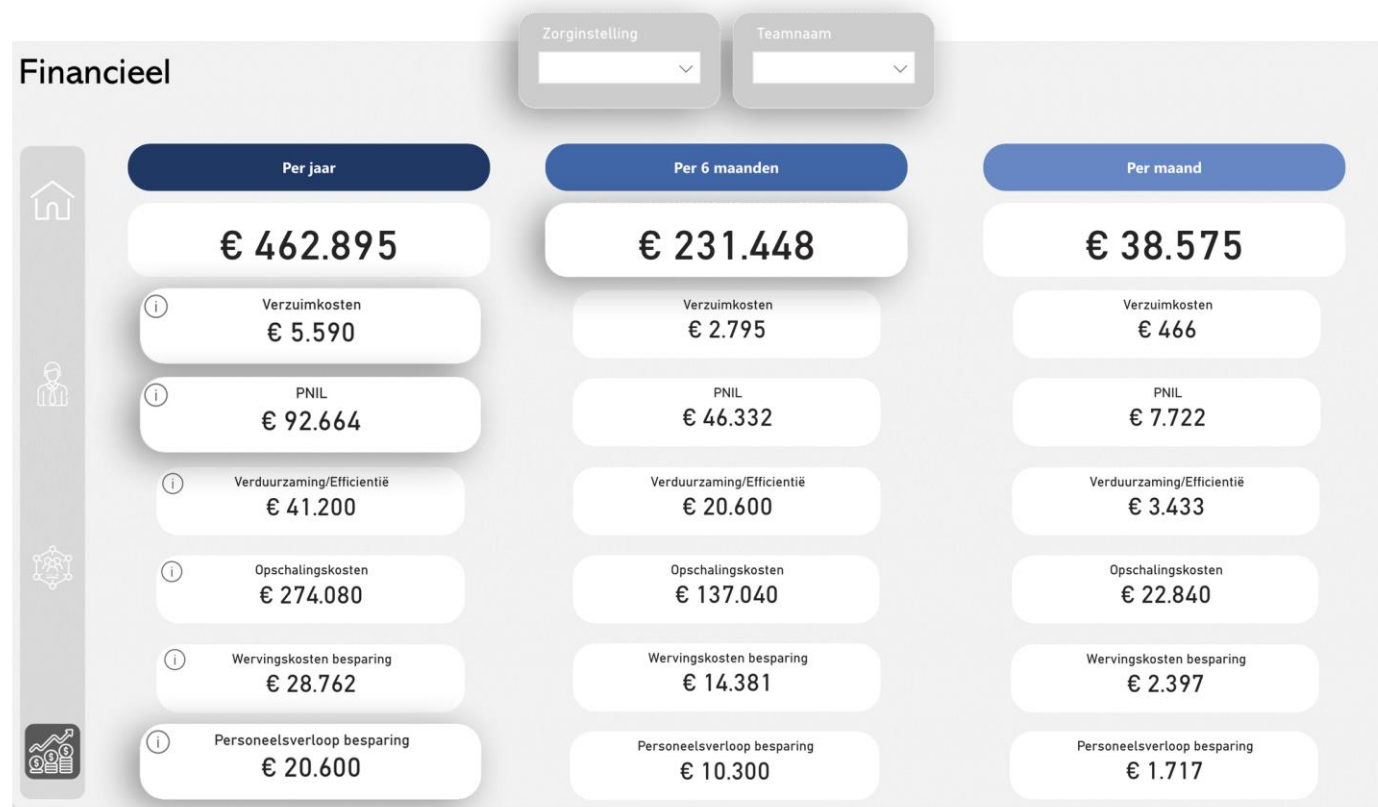 Zorginstelling
Teamnaam
Financieel
Per jaar
Per 6 maanden
Per maand
€ 462.895
€ 231.448
€ 38.575
Verzuimkosten
€ 5.590
Verzuimkosten
€ 2.795
Verzuimkosten
€ 466
PNIL
€ 92.664
PNIL
€ 46.332
PNIL
€ 7.722
Verduurzaming/Efficientië
€ 41.200
Verduurzaming/Efficientië
€ 20.600
Verduurzaming/Efficientië
€ 3.433
Opschalingskosten
€ 274.080
Opschalingskosten
€ 137.040
Opschalingskosten
€ 22.840
Wervingskosten besparing
€ 28.762
Wervingskosten besparing
€ 14.381
Wervingskosten besparing
€ 2.397
Personeelsverloop besparing
€ 20.600
Personeelsverloop besparing
€ 10.300
Personeelsverloop besparing
€ 1.717